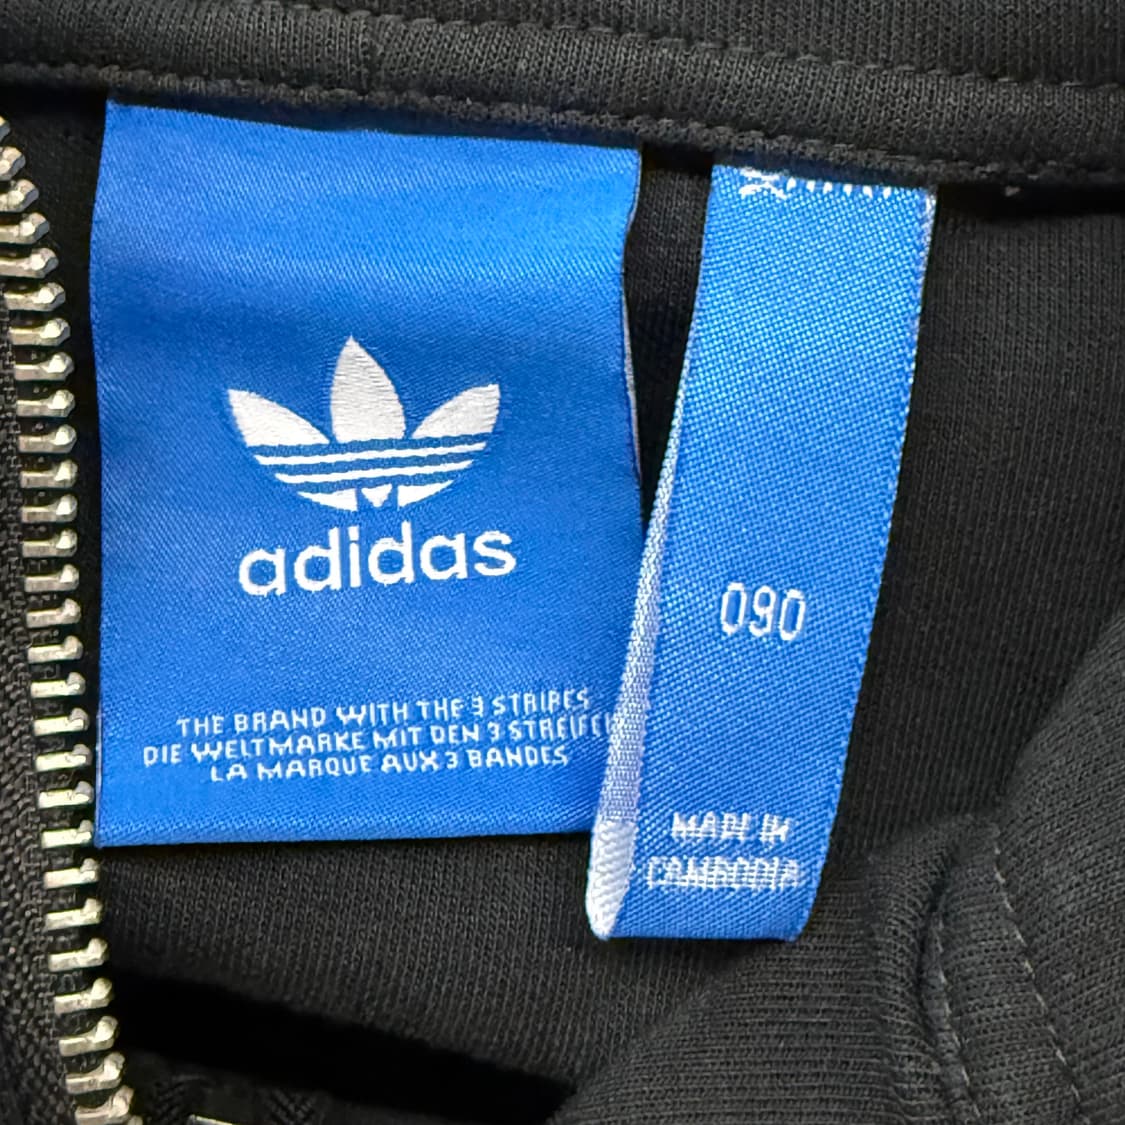 adidas
THE BRAND WITH THE 3 STRIPES
DIE WELTMARKE MIT DEN 3 STREIFE
LA MARQUE AUX 3 BANDES
090
MADE IN
CAMBODIA